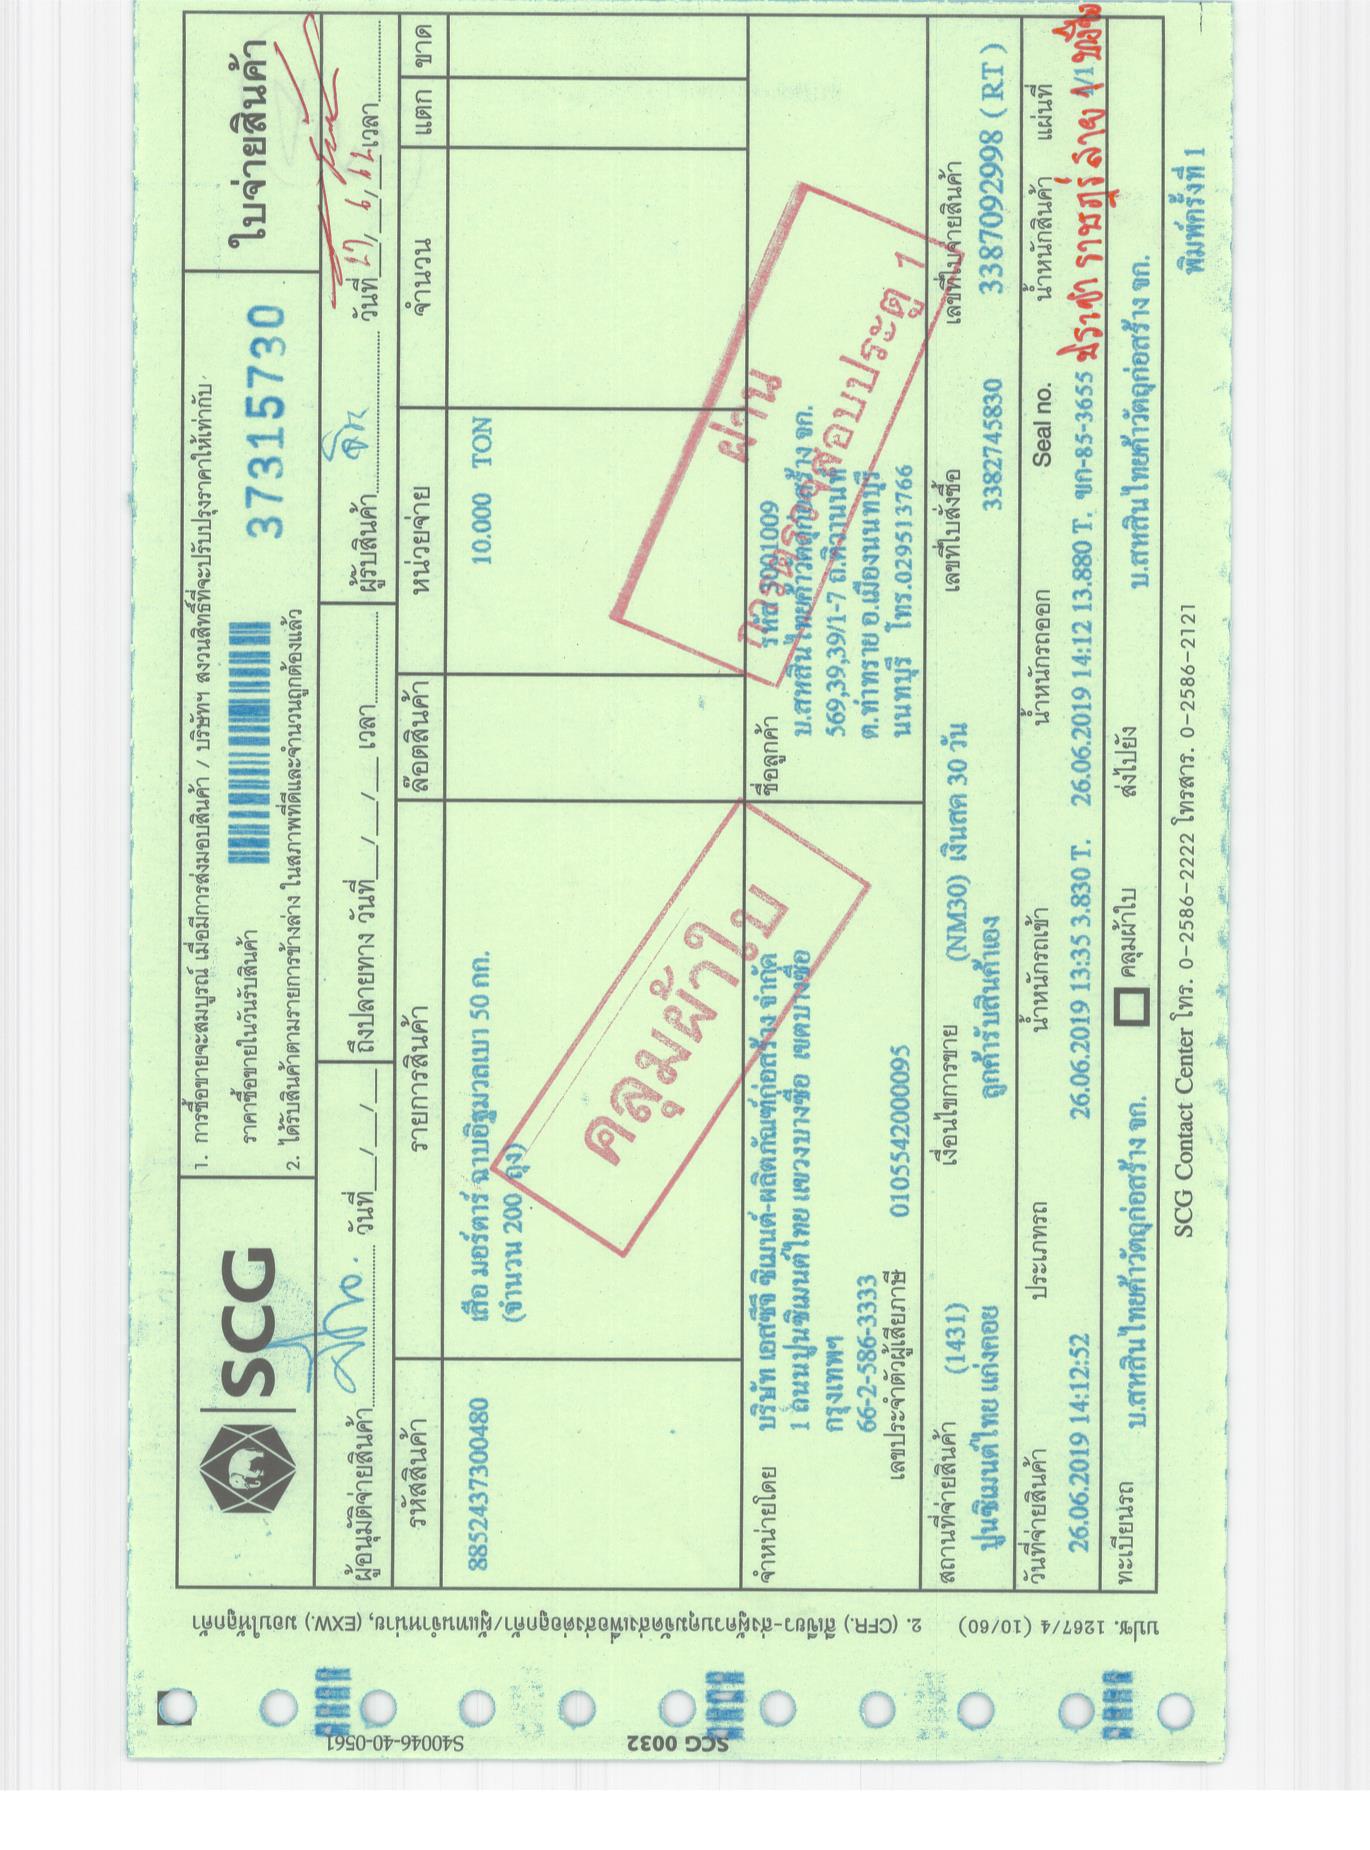 SCG
1. การซื้อขายจะสมบูรณ์ เมื่อมีการส่งมอบสินค้า / บริษัทฯ สงวนสิทธิ์ที่จะปรับปรุงราคาให้เท่ากับ
ราคาซื้อขายในวันรับสินค้า
37315730
2. ได้รับสินค้าตามรายการข้างล่าง ในสภาพที่ดีและจำนวนถูกต้องแล้ว
ใบจ่ายสินค้า
ผู้อนุมัติจ่ายสินค้า วันที่ / / ถึงปลายทาง วันที่ / / เวลา ผู้รับสินค้า วันที่ 27/6/62 เวลา
รหัสสินค้า รายการสินค้า ล๊อตสินค้า หน่วยจ่าย จำนวน แตก ขาด
8852437300480 เสือ มอร์ตาร์ ฉาบอิฐมวลเบา 50 กก. 10.000 TON
(จำนวน 200 ถุง)
คลุมผ้าใบ
ผ่าน
การตรวจสอบประตู 1
จำหน่ายโดย บริษัท เอสซีจี ซิเมนต์-ผลิตภัณฑ์ก่อสร้าง จำกัด
1 ถนนปูนซิเมนต์ไทย แขวงบางซื่อ เขตบางซื่อ
กรุงเทพฯ
66-2-586-3333
เลขประจำตัวผู้เสียภาษี 0105542000095
ชื่อลูกค้า รหัส 3001009
บ.สหสินไทยค้าวัตถุก่อสร้าง จก.
569,39,39/1-7 ถ.ติวานนท์
ต.ท่าทราย อ.เมืองนนทบุรี
นนทบุรี โทร.029513766
สถานที่จ่ายสินค้า (1431) เงื่อนไขการขาย (NM30) เงินสด 30 วัน เลขที่ใบสั่งซื้อ เลขที่ใบจ่ายสินค้า
ปูนซิเมนต์ไทย แก่งคอย ลูกค้ารับสินค้าเอง 3382745830 3387092998 ( RT )
วันที่จ่ายสินค้า ประเภทรถ น้ำหนักรถเข้า น้ำหนักรถออก Seal no. น้ำหนักสินค้า แผ่นที่
26.06.2019 14:12:52 26.06.2019 13:35 3.830 T. 26.06.2019 14:12 13.880 T. ขก-85-3655 ประชา ราษฎร์ สาย 1 1/1
ทะเบียนรถ บ.สหสินไทยค้าวัตถุก่อสร้าง จก. คลุมผ้าใบ ส่งไปยัง บ.สหสินไทยค้าวัตถุก่อสร้าง จก.
SCG Contact Center โทร. 0-2586-2222 โทรสาร. 0-2586-2121
พิมพ์ครั้งที่ 1
S40046-40-0561
SCG 0032
บปช. 1267/4 (10/60) 2. (CFR.) สีเขียว-ส่งผู้ควบคุมจัดส่งเพื่อส่งต่อลูกค้า/ผู้แทนจำหน่าย, (EXW.) มอบให้ลูกค้า